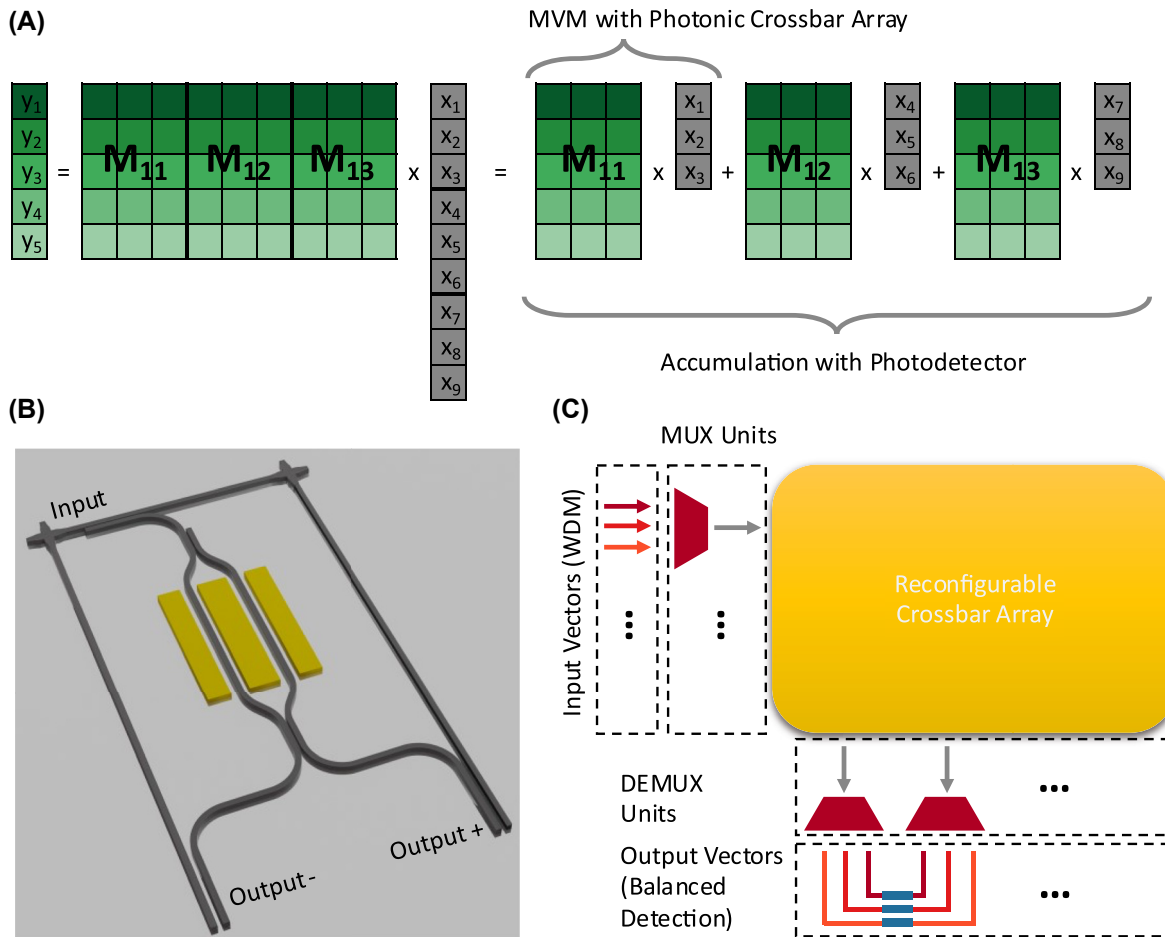 (A)
MVM with Photonic Crossbar Array
y1
y2
y3
y4
y5
=
M11 M12 M13
x
x1
x2
x3
x4
x5
x6
x7
x8
x9
=
M11
x
x1
x2
x3
+
M12
x
x4
x5
x6
+
M13
x
x7
x8
x9
Accumulation with Photodetector
(B)
Input
Output +
Output -
(C)
MUX Units
Input Vectors (WDM)
Reconfigurable
Crossbar Array
DEMUX
Units
Output Vectors
(Balanced
Detection)